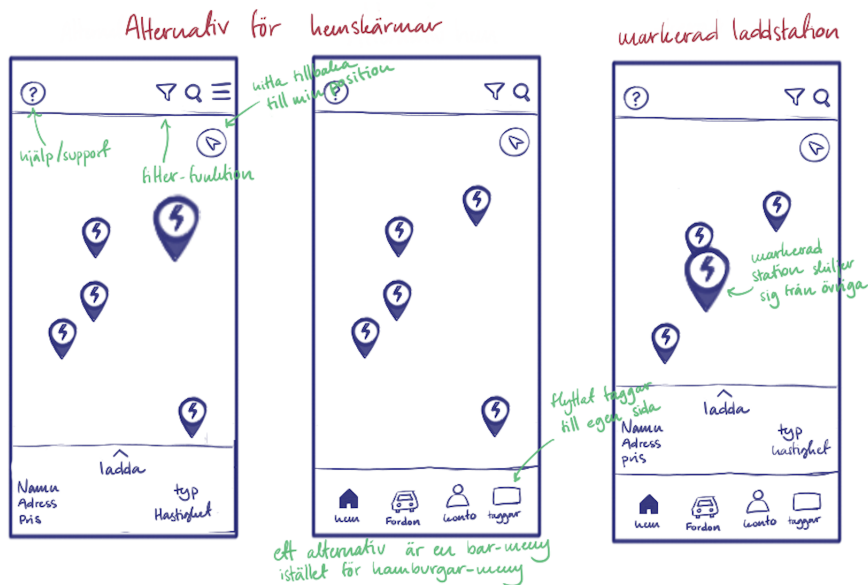 Alternativ för hemskärmar
markerad laddstation
?
hitta tillbaka
till min position
hjälp/support
filter-funktion
ladda
Namn
Adress
Pris
typ
Hastighet
?
flyttat taggar
till egen sida
hem
Fordon
konto
taggar
ett alternativ är en bar-meny
istället för hamburgar-meny
?
markerad
station skiljer
sig från övriga
ladda
Namn
Adress
pris
typ
hastighet
hem
Fordon
konto
taggar